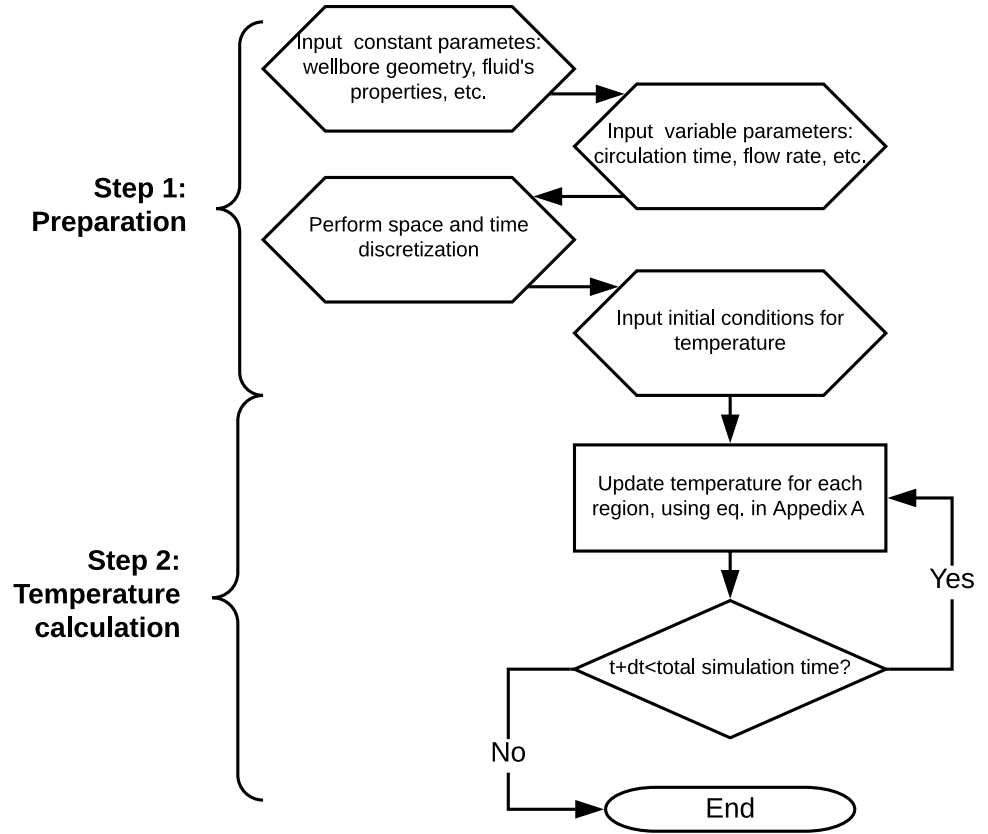 Input constant parametes:
wellbore geometry, fluid's
properties, etc.
Input variable parameters:
circulation time, flow rate, etc.
Step 1:
Preparation
Perform space and time
discretization
Input initial conditions for
temperature
Update temperature for each
region, using eq. in Appedix A
Step 2:
Temperature
calculation
Yes
t+dt<total simulation time?
No
End